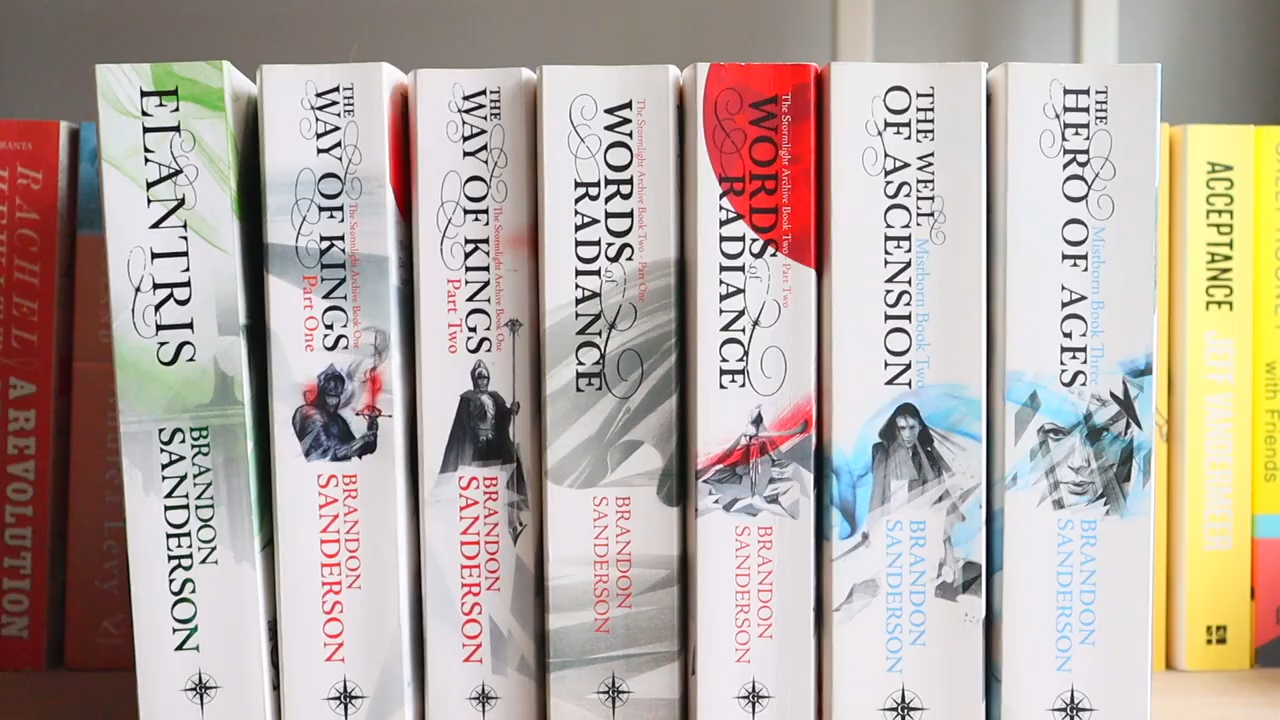 RACHEL
A REVOLUTION
ELANTRIS
BRANDON
SANDERSON
G
THE
WAY OF KINGS
The Stormlight Archive Book One
Part One
BRANDON
SANDERSON
G
THE
WAY OF KINGS
The Stormlight Archive Book One
Part Two
BRANDON
SANDERSON
G
The Stormlight Archive Book Two - Part One
WORDS
of
RADIANCE
BRANDON
SANDERSON
G
The Stormlight Archive Book Two - Part Two
WORDS
of
RADIANCE
BRANDON
SANDERSON
G
THE WELL
OF ASCENSION
Mistborn Book Two
BRANDON
SANDERSON
G
THE
HERO OF AGES
Mistborn Book Three
BRANDON
SANDERSON
G
ACCEPTANCE JEFF VANDERMEER
with Friends